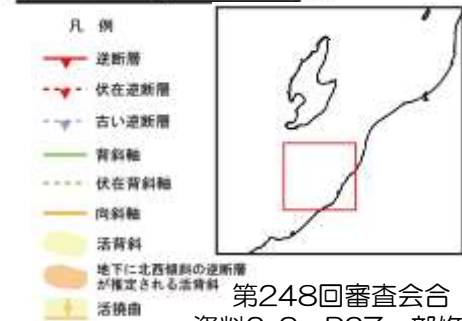 凡 例
逆断層
伏在逆断層
古い逆断層
背斜軸
伏在背斜軸
向斜軸
活背斜
地下に北西傾斜の逆断層
が推定される活背斜
活撓曲
第248回審査会合